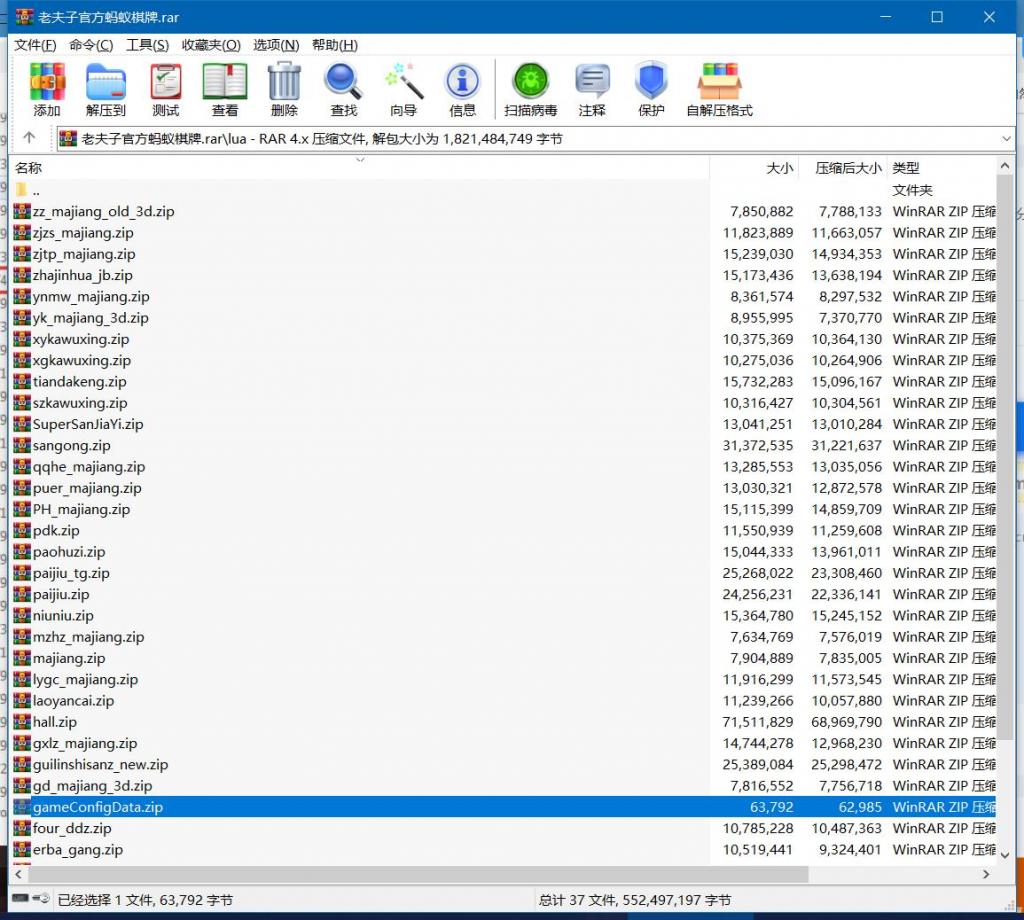 老夫子官方蚂蚁棋牌.rar
文件(F) 命令(C) 工具(S) 收藏夹(O) 选项(N) 帮助(H)
添加 解压到 测试 查看 删除 查找 向导 信息 扫描病毒 注释 保护 自解压格式
老夫子官方蚂蚁棋牌.rar\lua - RAR 4.x 压缩文件, 解包大小为 1,821,484,749 字节
名称 大小 压缩后大小 类型
.. 文件夹
zz_majiang_old_3d.zip 7,850,882 7,788,133 WinRAR ZIP 压缩
zjzs_majiang.zip 11,823,889 11,663,057 WinRAR ZIP 压缩
zjtp_majiang.zip 15,239,030 14,934,353 WinRAR ZIP 压缩
zhajinhua_jb.zip 15,173,436 13,638,194 WinRAR ZIP 压缩
ynmw_majiang.zip 8,361,574 8,297,532 WinRAR ZIP 压缩
yk_majiang_3d.zip 8,955,995 7,370,770 WinRAR ZIP 压缩
xykawuxing.zip 10,375,369 10,364,130 WinRAR ZIP 压缩
xgkawuxing.zip 10,275,036 10,264,906 WinRAR ZIP 压缩
tiandakeng.zip 15,732,283 15,096,167 WinRAR ZIP 压缩
szkawuxing.zip 10,316,427 10,304,561 WinRAR ZIP 压缩
SuperSanJiaYi.zip 13,041,251 13,010,284 WinRAR ZIP 压缩
sangong.zip 31,372,535 31,221,637 WinRAR ZIP 压缩
qqhe_majiang.zip 13,285,553 13,035,056 WinRAR ZIP 压缩
puer_majiang.zip 13,030,321 12,872,578 WinRAR ZIP 压缩
PH_majiang.zip 15,115,399 14,859,709 WinRAR ZIP 压缩
pdk.zip 11,550,939 11,259,608 WinRAR ZIP 压缩
paohuzi.zip 15,044,333 13,961,011 WinRAR ZIP 压缩
paijiu_tg.zip 25,268,022 23,308,460 WinRAR ZIP 压缩
paijiu.zip 24,256,231 22,336,141 WinRAR ZIP 压缩
niuniu.zip 15,364,780 15,245,152 WinRAR ZIP 压缩
mzhz_majiang.zip 7,634,769 7,576,019 WinRAR ZIP 压缩
majiang.zip 7,904,889 7,835,005 WinRAR ZIP 压缩
lygc_majiang.zip 11,916,299 11,573,545 WinRAR ZIP 压缩
laoyancai.zip 11,239,266 10,057,880 WinRAR ZIP 压缩
hall.zip 71,511,829 68,969,790 WinRAR ZIP 压缩
gxlz_majiang.zip 14,744,278 12,968,230 WinRAR ZIP 压缩
guilinshisanz_new.zip 25,389,084 25,298,472 WinRAR ZIP 压缩
gd_majiang_3d.zip 7,816,552 7,756,718 WinRAR ZIP 压缩
gameConfigData.zip 63,792 62,985 WinRAR ZIP 压缩
four_ddz.zip 10,785,228 10,487,363 WinRAR ZIP 压缩
erba_gang.zip 10,519,441 9,324,401 WinRAR ZIP 压缩
已经选择 1 文件, 63,792 字节 总计 37 文件, 552,497,197 字节